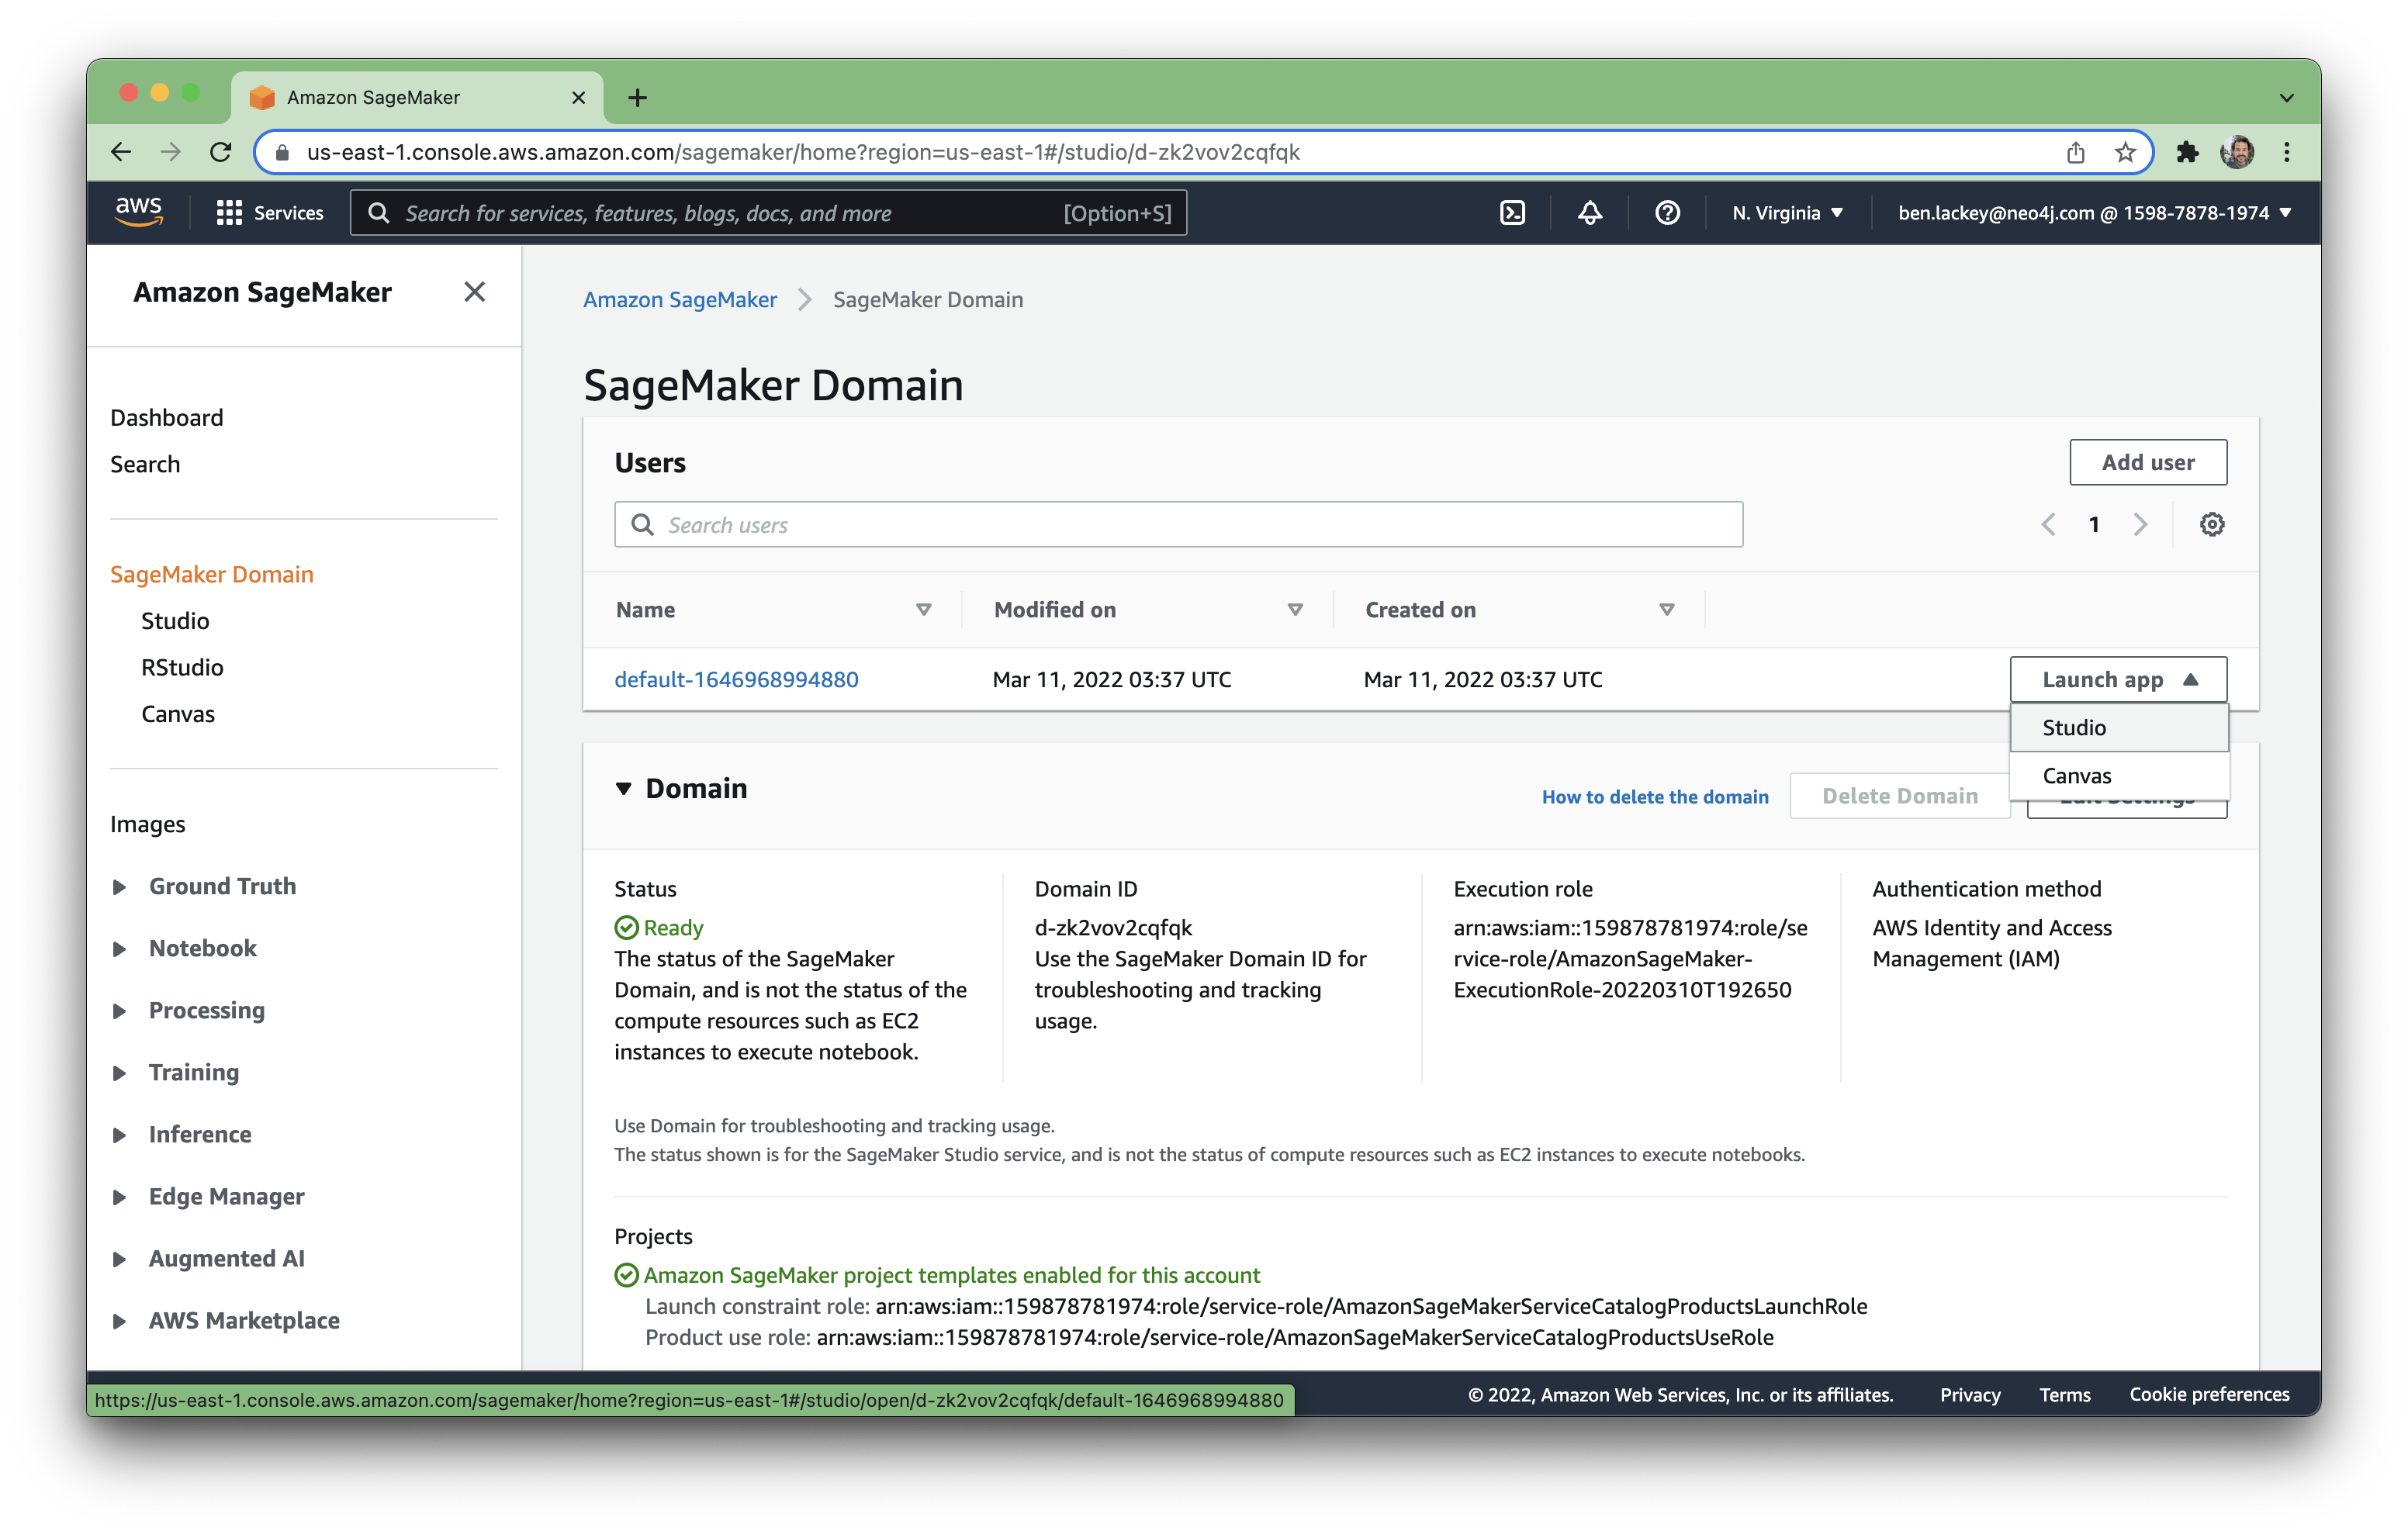 Amazon SageMaker
us-east-1.console.aws.amazon.com/sagemaker/home?region=us-east-1#/studio/d-zk2vov2cqfqk
aws Services Search for services, features, blogs, docs, and more [Option+S] N. Virginia ben.lackey@neo4j.com @ 1598-7878-1974
Amazon SageMaker
Dashboard
Search
SageMaker Domain
Studio
RStudio
Canvas
Images
Ground Truth
Notebook
Processing
Training
Inference
Edge Manager
Augmented AI
AWS Marketplace
Amazon SageMaker SageMaker Domain
SageMaker Domain
Users
Add user
Search users
1
Name Modified on Created on
default-1646968994880 Mar 11, 2022 03:37 UTC Mar 11, 2022 03:37 UTC Launch app
Studio
Canvas
Domain
How to delete the domain Delete Domain
Status
Ready
The status of the SageMaker
Domain, and is not the status of the
compute resources such as EC2
instances to execute notebook.
Domain ID
d-zk2vov2cqfqk
Use the SageMaker Domain ID for
troubleshooting and tracking
usage.
Execution role
arn:aws:iam::159878781974:role/se
rvice-role/AmazonSageMaker-
ExecutionRole-20220310T192650
Authentication method
AWS Identity and Access
Management (IAM)
Use Domain for troubleshooting and tracking usage.
The status shown is for the SageMaker Studio service, and is not the status of compute resources such as EC2 instances to execute notebooks.
Projects
Amazon SageMaker project templates enabled for this account
Launch constraint role: arn:aws:iam::159878781974:role/service-role/AmazonSageMakerServiceCatalogProductsLaunchRole
Product use role: arn:aws:iam::159878781974:role/service-role/AmazonSageMakerServiceCatalogProductsUseRole
https://us-east-1.console.aws.amazon.com/sagemaker/home?region=us-east-1#/studio/open/d-zk2vov2cqfqk/default-1646968994880
© 2022, Amazon Web Services, Inc. or its affiliates. Privacy Terms Cookie preferences